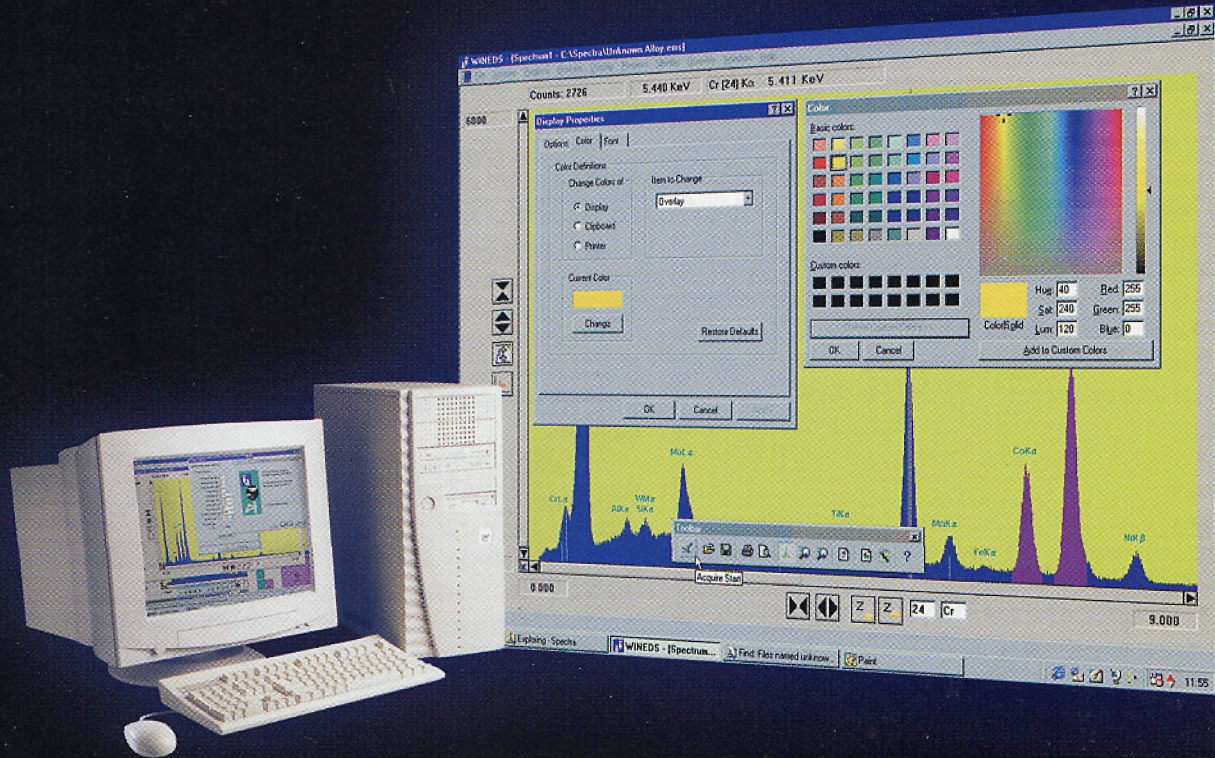 WINEDS - [Spectrum1 - C:\Spectra\Unknown Alloy.ems]
Counts: 2726
5.440 KeV
Cr [24] Kα 5.411 KeV
6800
Display Properties
Options
Color
Font
Color Definitions
Change Colors of
Display
Clipboard
Printer
Item to Change
Overlay
Current Color
Change
Restore Defaults
OK
Cancel
Color
Basic colors:
Custom colors:
OK
Cancel
Color|Solid
Hue: 40
Sat: 240
Lum: 120
Red: 255
Green: 255
Blue: 0
Add to Custom Colors
CrLα
AlKα
WMα
SiKα
MoLα
TiKα
MnKα
FeKα
CoKα
NiKβ
Toolbar
Acquire Start
0.000
Z
Z
24
Cr
9.000
Exploring - Spectra
WINEDS - [Spectrum...
Find: Files named unknow...
Paint
11:55